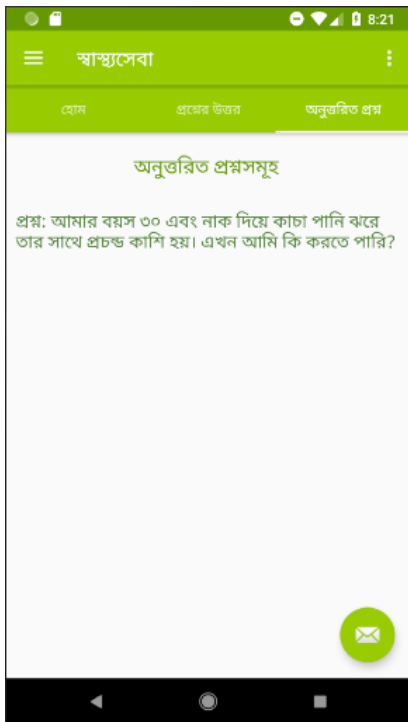 8:21
স্বাস্থ্যসেবা
হোম
প্রশ্নের উত্তর
অনুত্তরিত প্রশ্ন
অনুত্তরিত প্রশ্নসমূহ
প্রশ্ন: আমার বয়স ৩০ এবং নাক দিয়ে কাচা পানি ঝরে
তার সাথে প্রচন্ড কাশি হয়। এখন আমি কি করতে পারি?